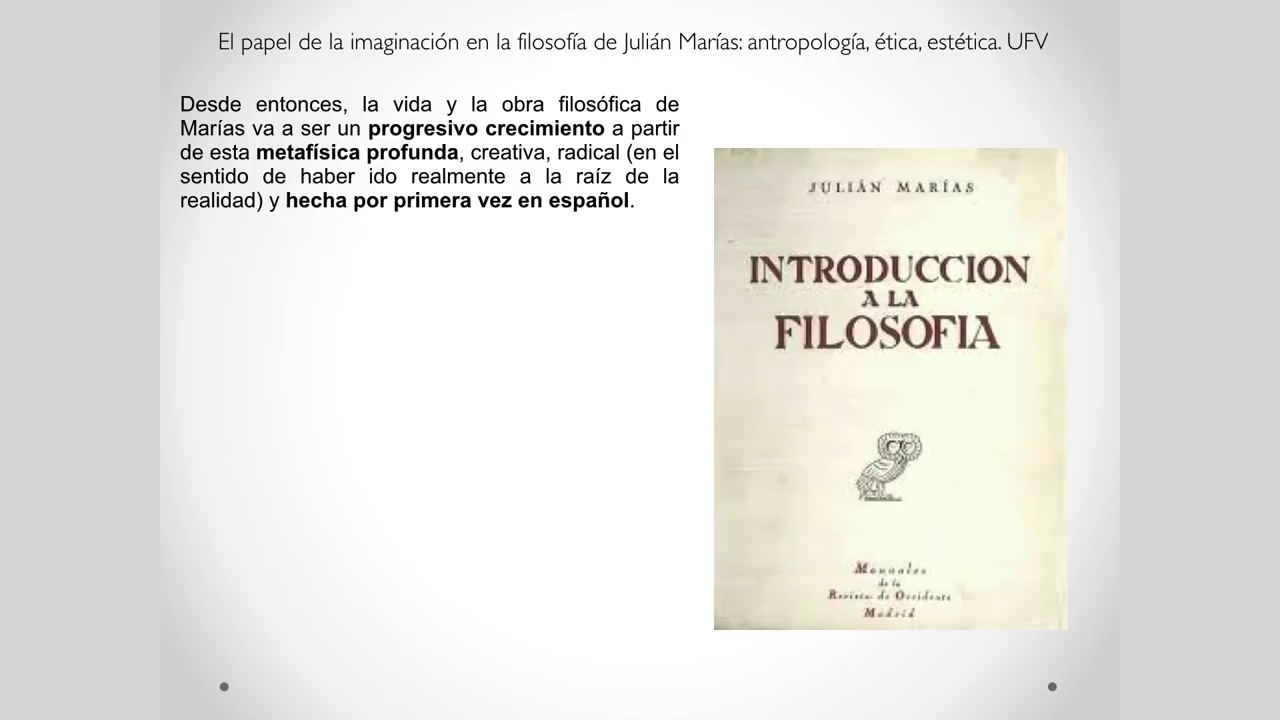 El papel de la imaginación en la filosofía de Julián Marías: antropología, ética, estética. UFV
Desde entonces, la vida y la obra filosófica de
Marías va a ser un progresivo crecimiento a partir
de esta metafísica profunda, creativa, radical (en el
sentido de haber ido realmente a la raíz de la
realidad) y hecha por primera vez en español.
JULIÁN MARÍAS
INTRODUCCION
A LA
FILOSOFIA
Manuales
de la
Revista de Occidente
Madrid